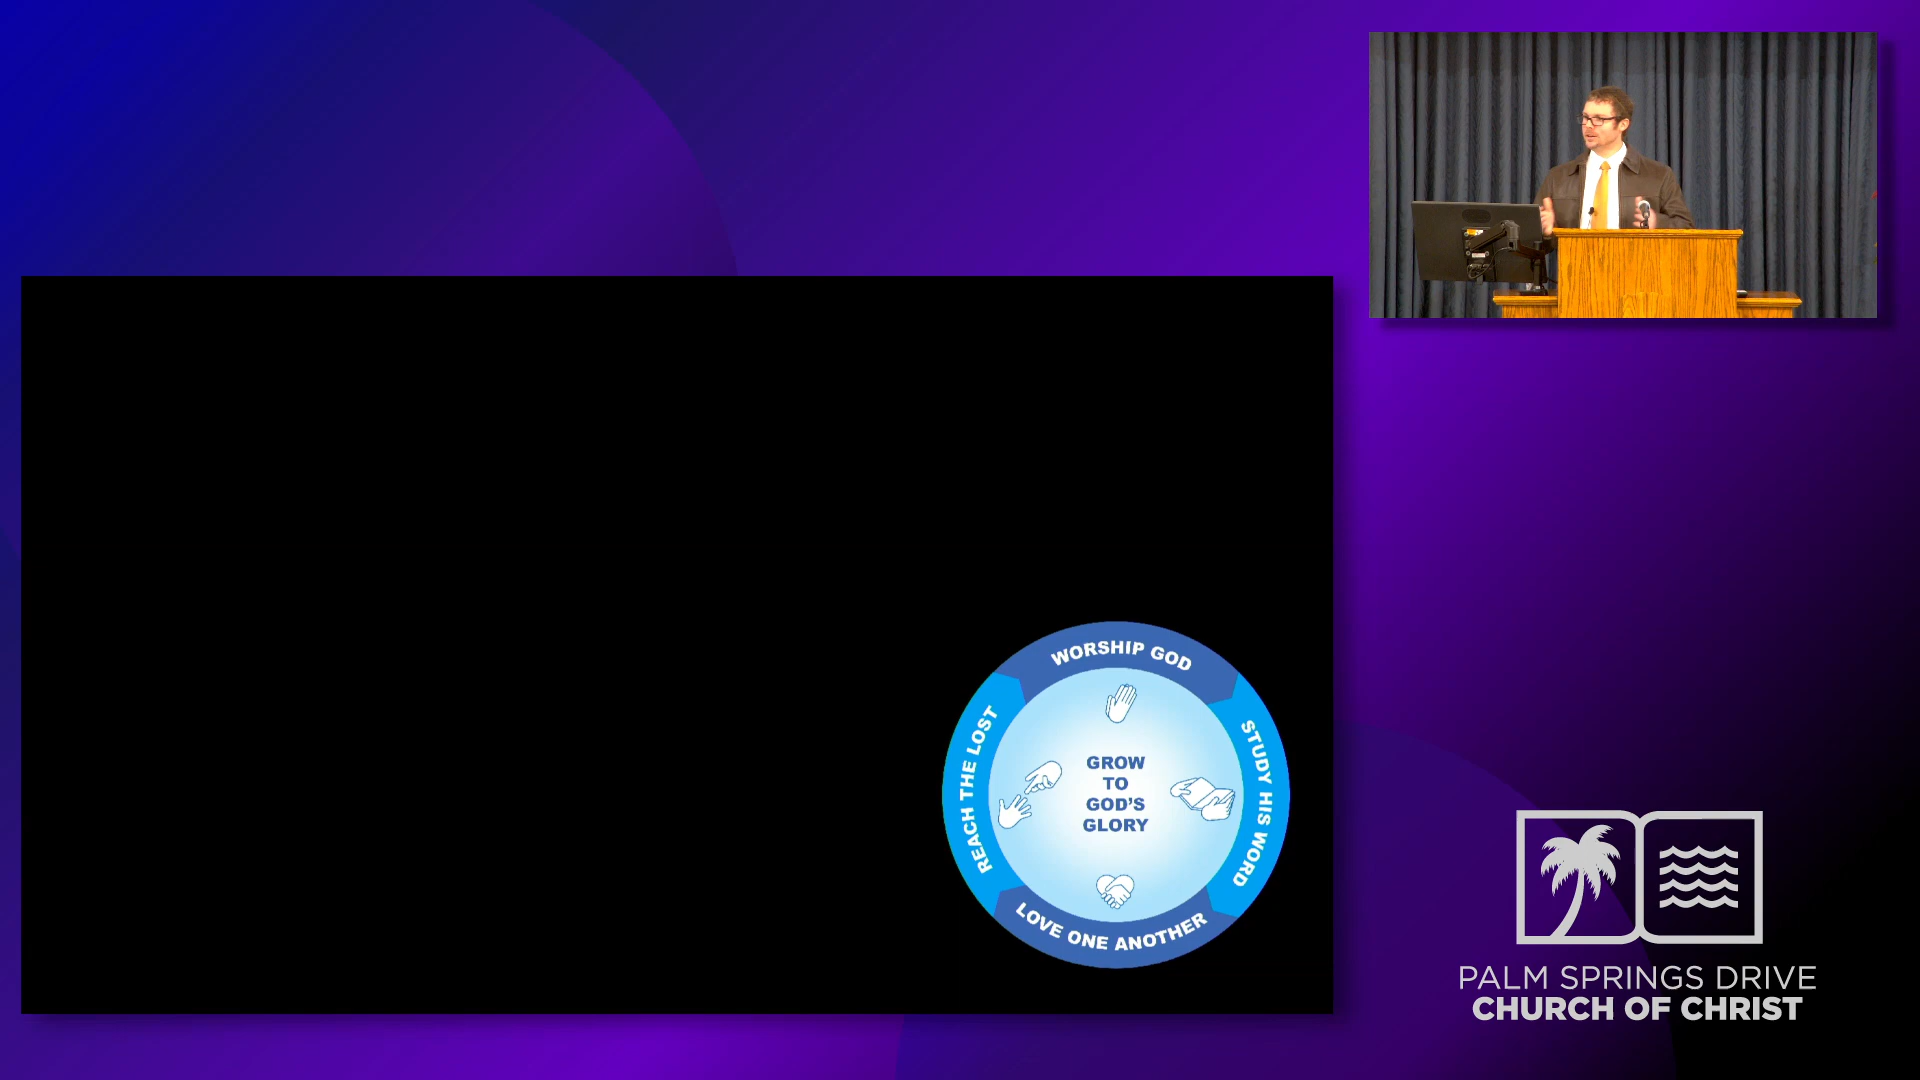 WORSHIP GOD
STUDY HIS WORD
LOVE ONE ANOTHER
REACH THE LOST
GROW
TO
GOD'S
GLORY
PALM SPRINGS DRIVE
CHURCH OF CHRIST